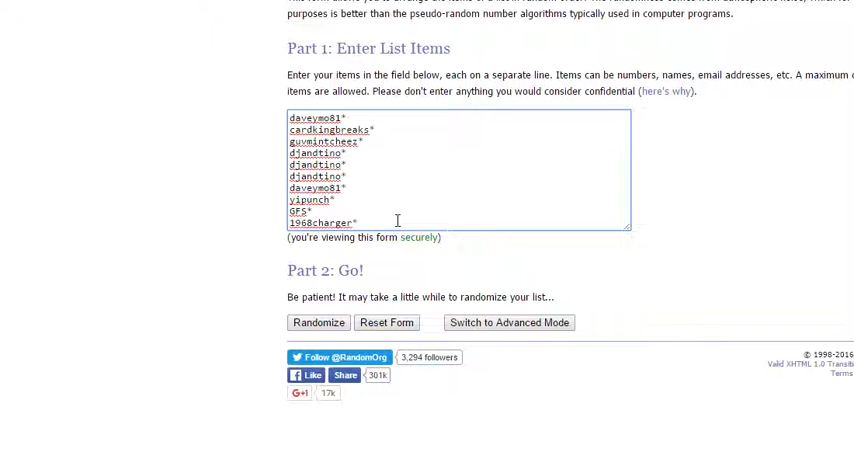 purposes is better than the pseudo-random number algorithms typically used in computer programs.
Part 1: Enter List Items
Enter your items in the field below, each on a separate line. Items can be numbers, names, email addresses, etc. A maximum o
items are allowed. Please don't enter anything you would consider confidential (here's why).
daveymo81*
cardkingbreaks*
guvmintcheez*
djandtino*
djandtino*
djandtino*
daveymo81*
yipunch*
GFS*
1968charger*
(you're viewing this form securely)
Part 2: Go!
Be patient! It may take a little while to randomize your list...
Randomize Reset Form Switch to Advanced Mode
Follow @RandomOrg 3,294 followers
Like Share 301k
G+1 17k
© 1998-2016
Valid XHTML 1.0 Transiti
Terms